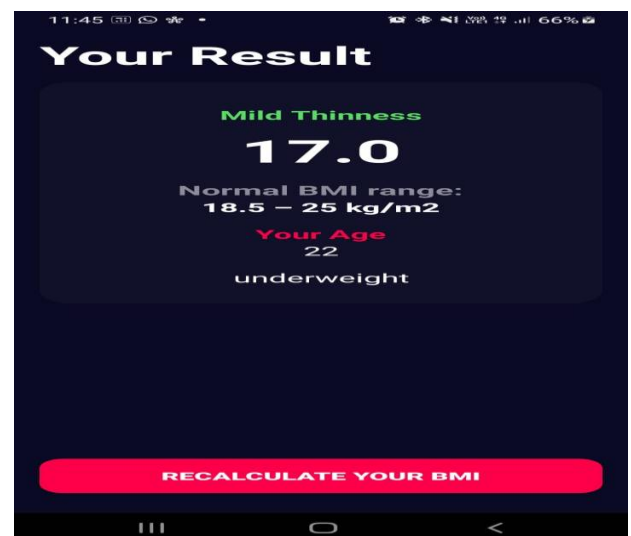 11:45
66%
Your Result
Mild Thinness
17.0
Normal BMI range:
18.5 – 25 kg/m2
Your Age
22
underweight
RECALCULATE YOUR BMI